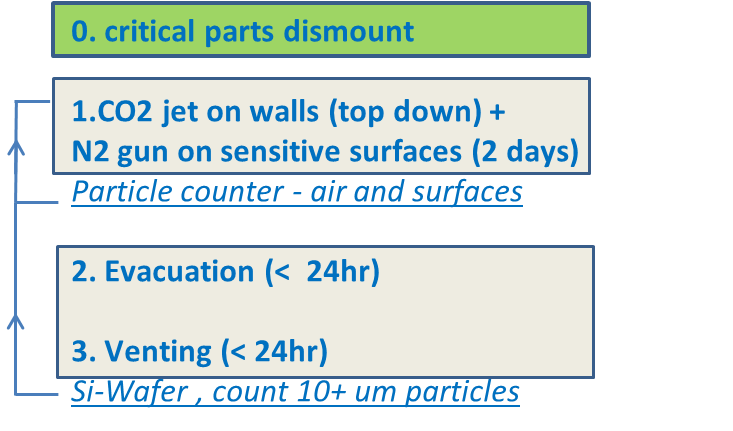 0. critical parts dismount
1.CO2 jet on walls (top down) +
N2 gun on sensitive surfaces (2 days)
Particle counter - air and surfaces
2. Evacuation (<  24hr)
3. Venting (< 24hr)
Si-Wafer , count 10+ um particles